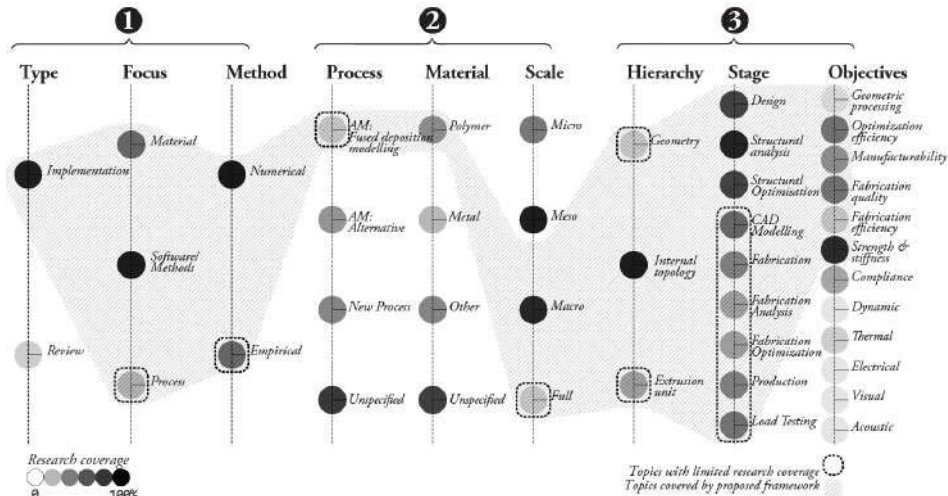 1 2 3
Type Focus Method Process Material Scale Hierarchy Stage Objectives
Implementation
Review
Material
Software/
Methods
Process
Numerical
Empirical
AM:
Fused deposition
modelling
AM:
Alternative
New Process
Unspecified
Polymer
Metal
Other
Unspecified
Micro
Meso
Macro
Full
Geometry
Internal
topology
Extrusion
unit
Design
Structural
analysis
Structural
Optimisation
CAD
Modelling
Fabrication
Fabrication
Analysis
Fabrication
Optimization
Production
Load Testing
Geometric
processing
Optimization
efficiency
Manufacturability
Fabrication
quality
Fabrication
efficiency
Strength &
stiffness
Compliance
Dynamic
Thermal
Electrical
Visual
Acoustic
Research coverage
0 100%
Topics with limited research coverage
Topics covered by proposed framework